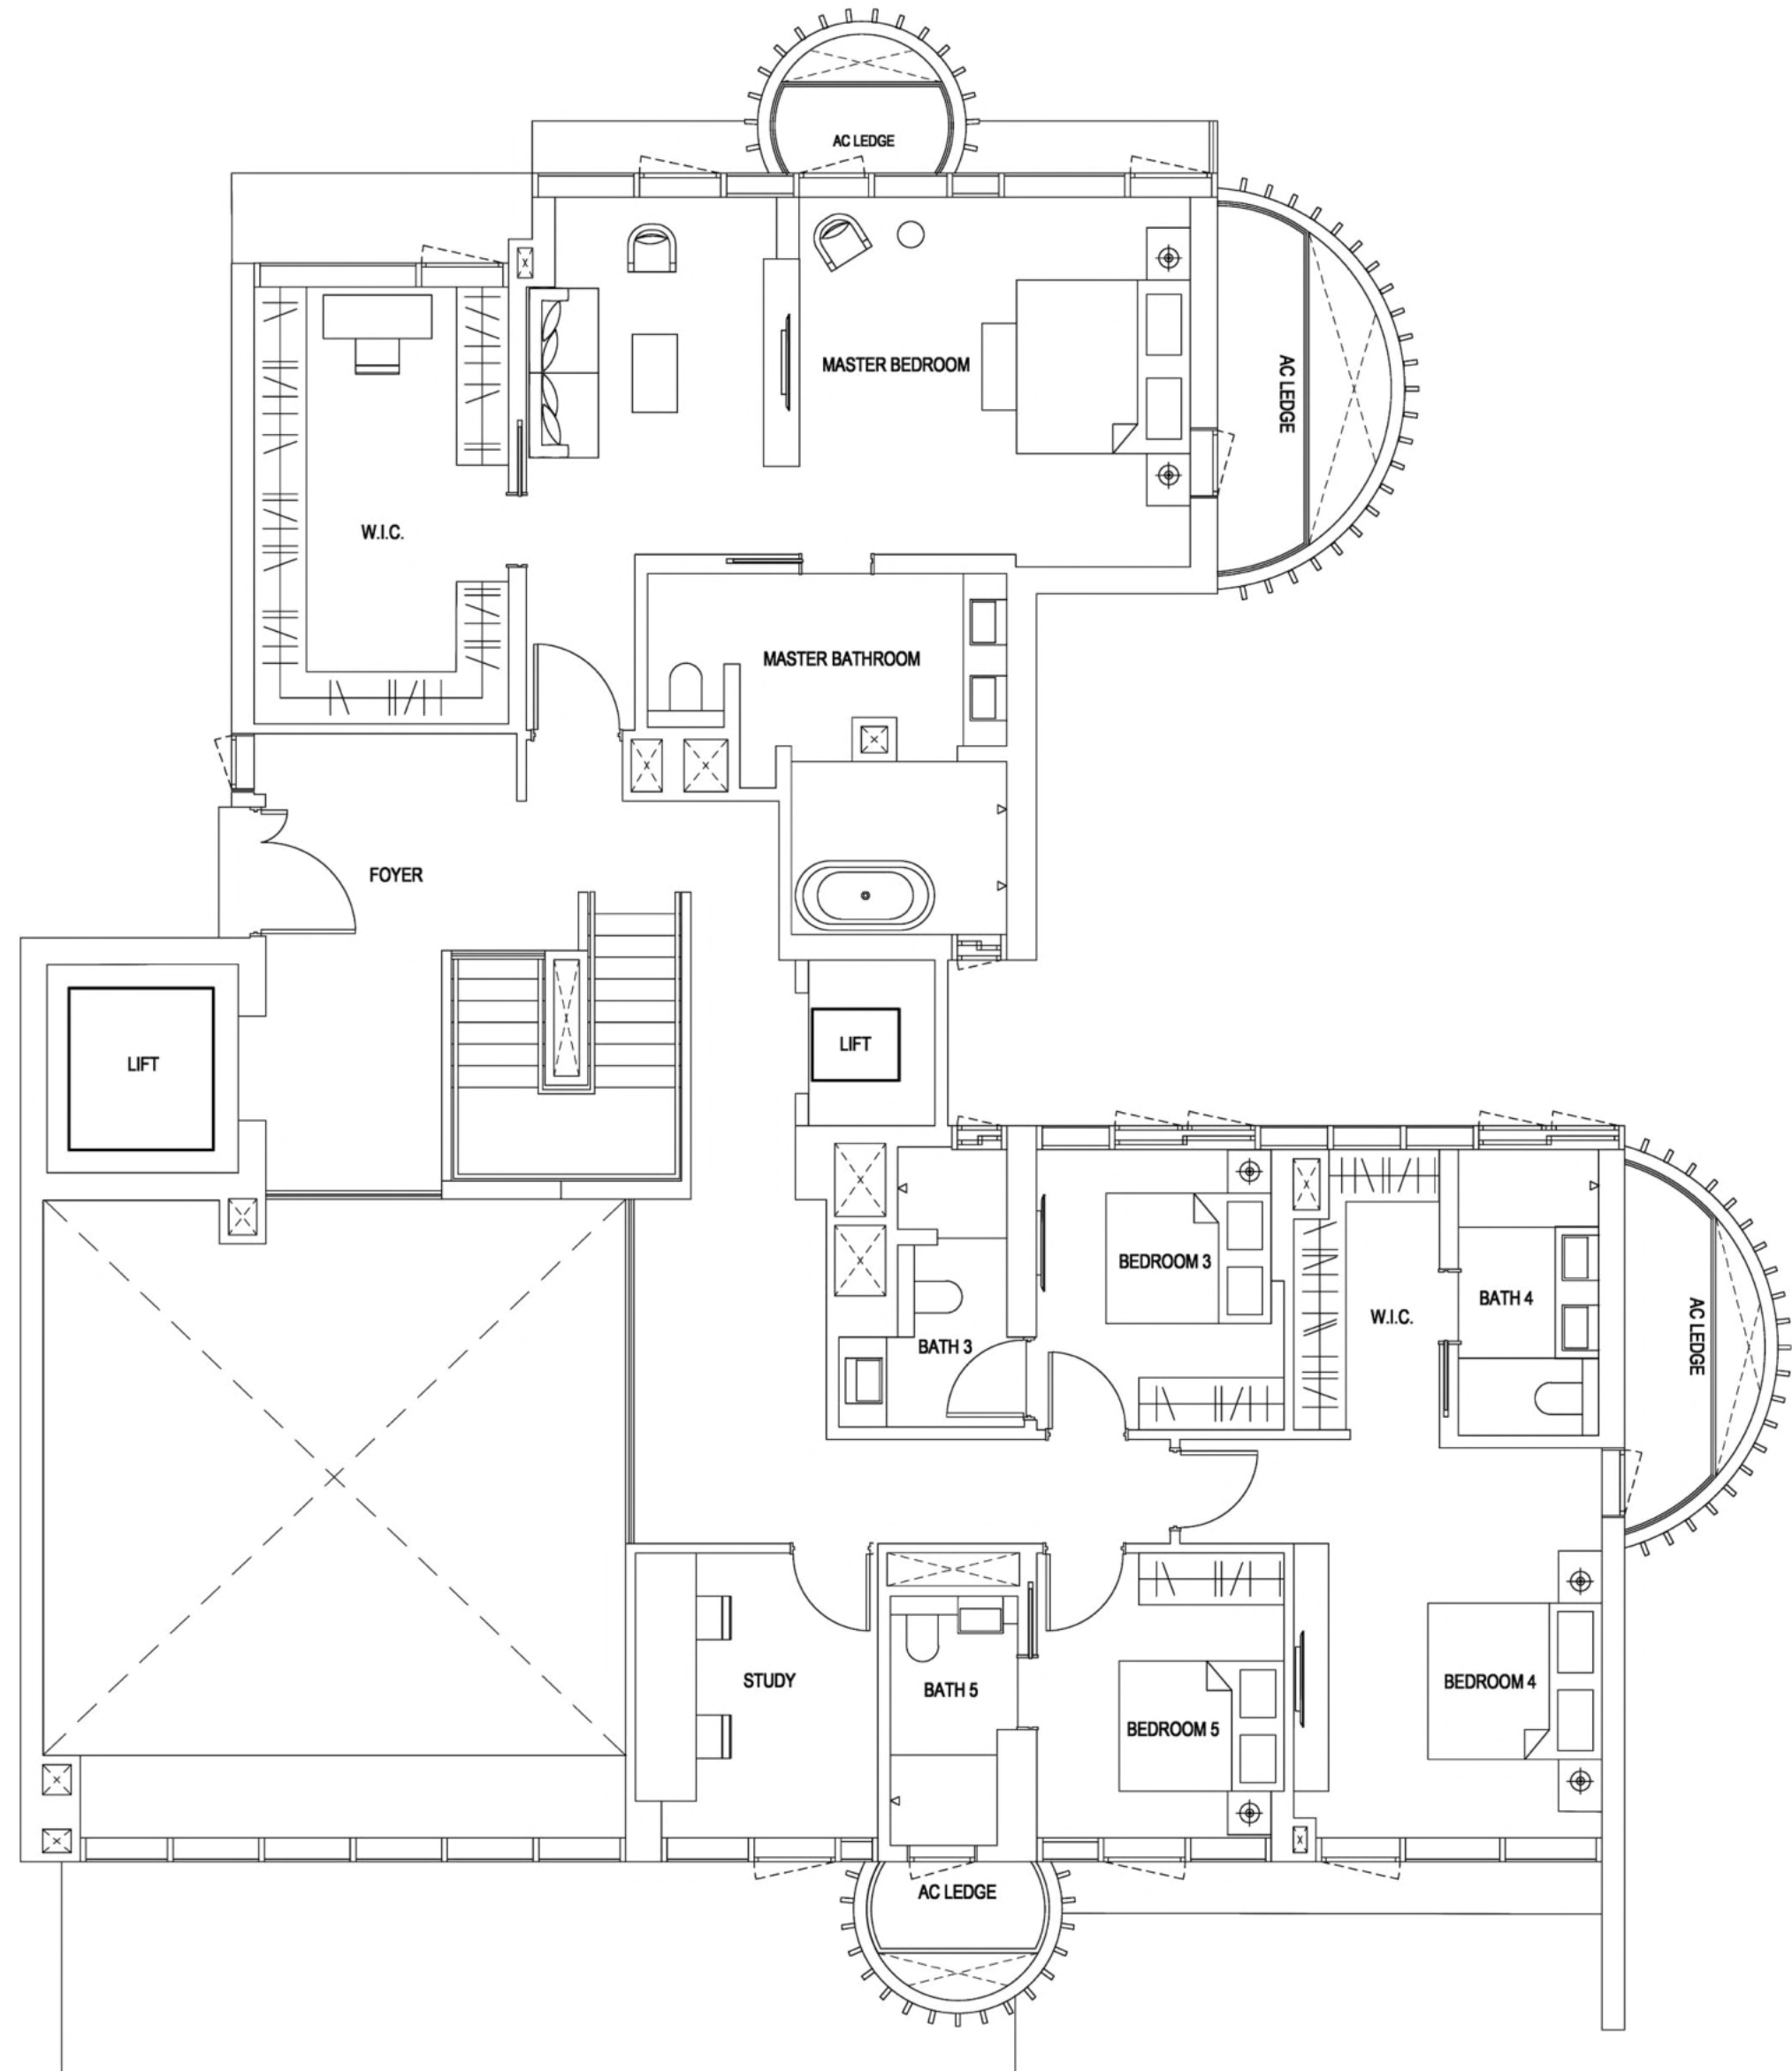 AC LEDGE
MASTER BEDROOM
AC LEDGE
W.I.C.
MASTER BATHROOM
FOYER
LIFT
LIFT
BEDROOM 3
BATH 4
W.I.C.
BATH 3
AC LEDGE
STUDY
BATH 5
BEDROOM 4
BEDROOM 5
AC LEDGE